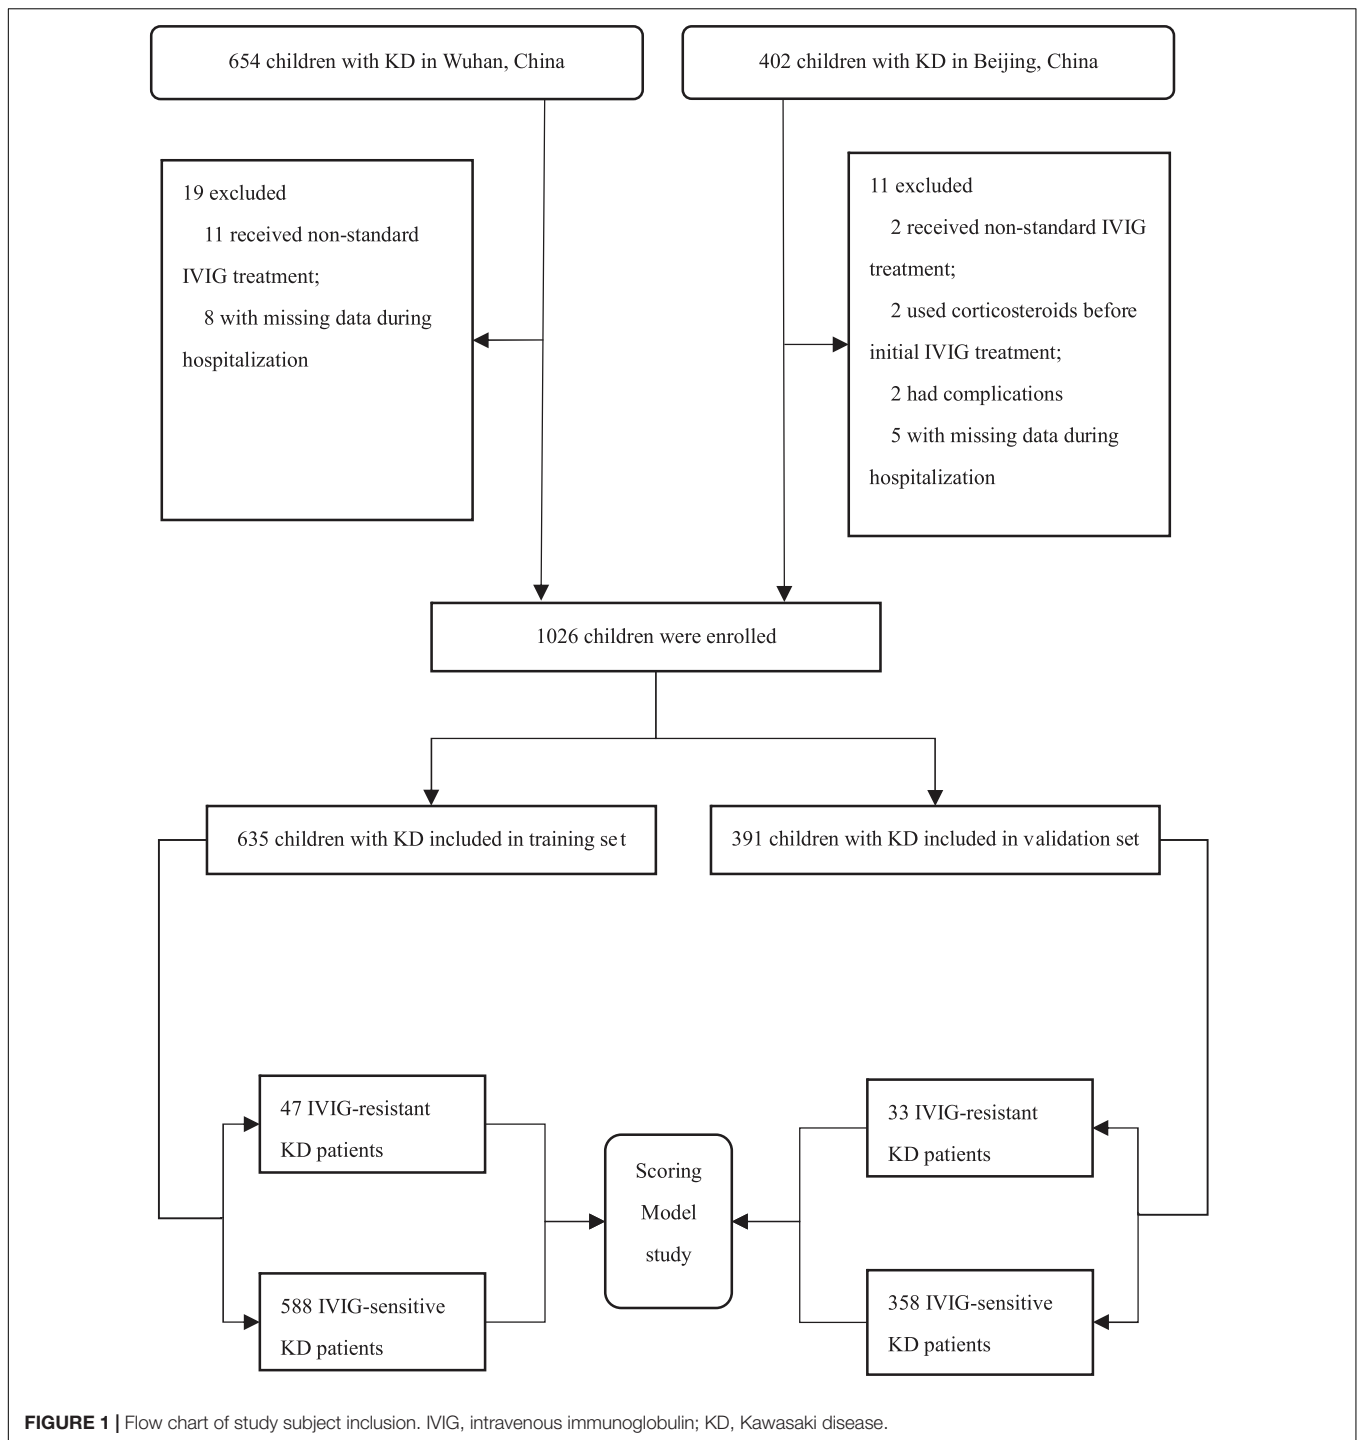 654 children with KD in Wuhan, China
402 children with KD in Beijing, China
19 excluded
11 received non-standard
IVIG treatment;
8 with missing data during
hospitalization
11 excluded
2 received non-standard IVIG
treatment;
2 used corticosteroids before
initial IVIG treatment;
2 had complications
5 with missing data during
hospitalization
1026 children were enrolled
635 children with KD included in training set
391 children with KD included in validation set
47 IVIG-resistant
KD patients
33 IVIG-resistant
KD patients
Scoring
Model
study
588 IVIG-sensitive
KD patients
358 IVIG-sensitive
KD patients
FIGURE 1 | Flow chart of study subject inclusion. IVIG, intravenous immunoglobulin; KD, Kawasaki disease.